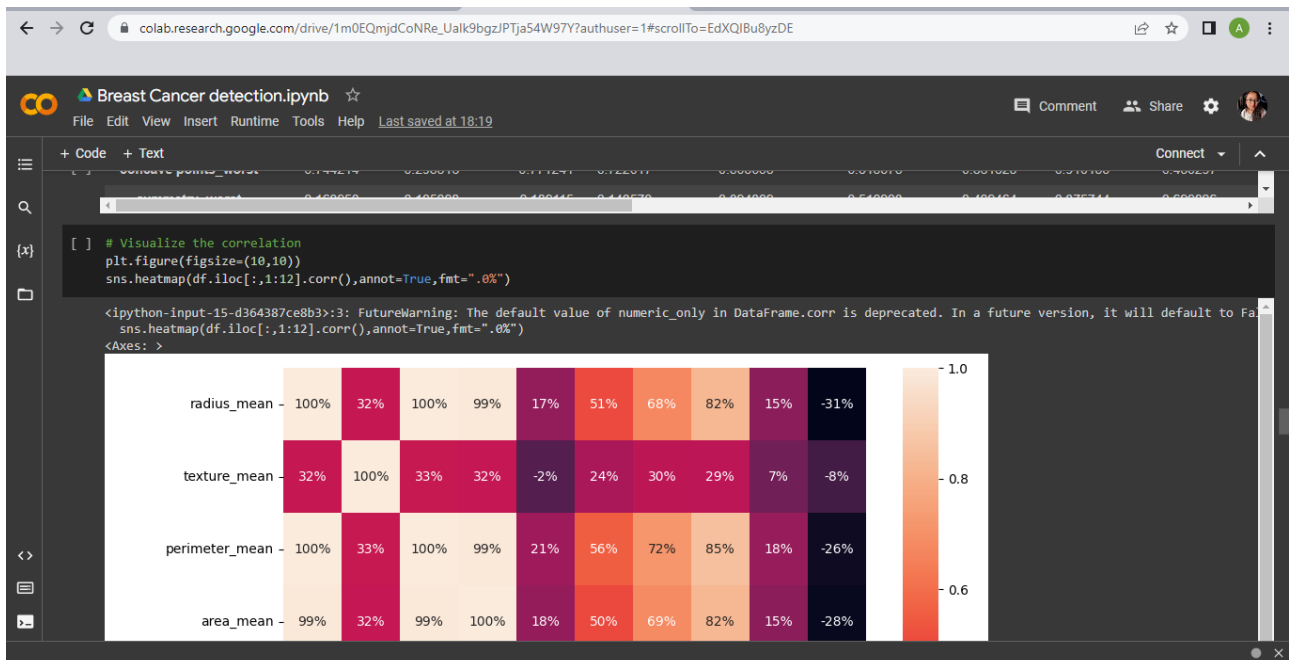 colab.research.google.com/drive/1m0EQmjdCoNRe_Ualk9bgzJPTja54W97Y?authuser=1#scrollTo=EdXQIBu8yzDE
A
CO Breast Cancer detection.ipynb
File Edit View Insert Runtime Tools Help Last saved at 18:19
Comment Share
+ Code + Text
Connect
{x}
[ ] # Visualize the correlation
plt.figure(figsize=(10,10))
sns.heatmap(df.iloc[:,1:12].corr(),annot=True,fmt=".0%")
<ipython-input-15-d364387ce8b3>:3: FutureWarning: The default value of numeric_only in DataFrame.corr is deprecated. In a future version, it will default to Fa
sns.heatmap(df.iloc[:,1:12].corr(),annot=True,fmt=".0%")
<Axes: >
1.0
radius_mean 100% 32% 100% 99% 17% 51% 68% 82% 15% -31%
texture_mean 32% 100% 33% 32% -2% 24% 30% 29% 7% -8%
0.8
perimeter_mean 100% 33% 100% 99% 21% 56% 72% 85% 18% -26%
0.6
area_mean 99% 32% 99% 100% 18% 50% 69% 82% 15% -28%